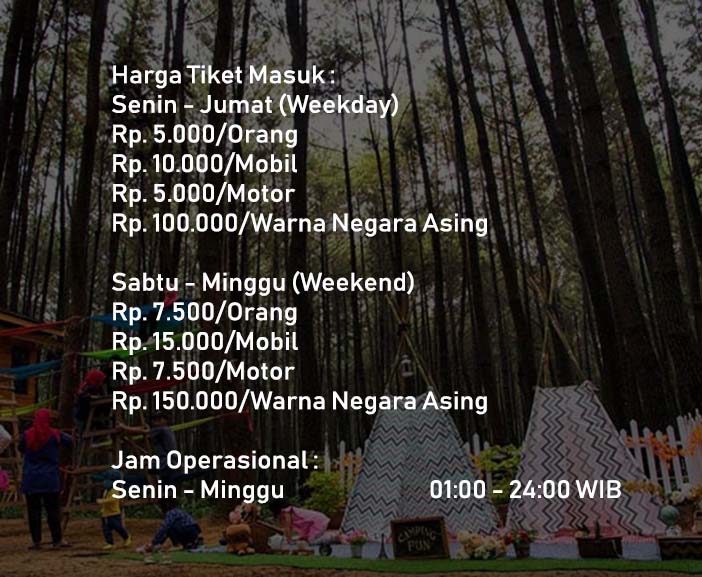 Harga Tiket Masuk :
Senin - Jumat (Weekday)
Rp. 5.000/Orang
Rp. 10.000/Mobil
Rp. 5.000/Motor
Rp. 100.000/Warna Negara Asing
Sabtu - Minggu (Weekend)
Rp. 7.500/Orang
Rp. 15.000/Mobil
Rp. 7.500/Motor
Rp. 150.000/Warna Negara Asing
Jam Operasional :
Senin - Minggu 01:00 - 24:00 WIB
CAMPING
FUN